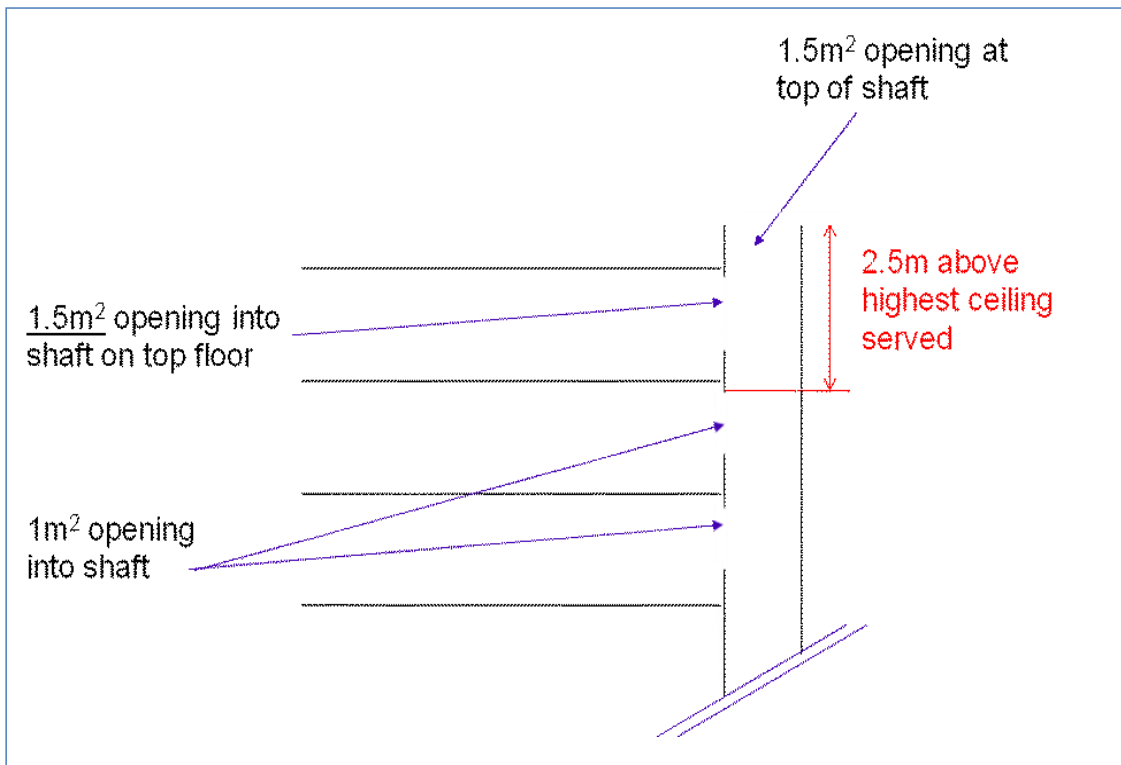 1.5m² opening at
top of shaft
2.5m above
highest ceiling
served
1.5m² opening into
shaft on top floor
1m² opening
into shaft